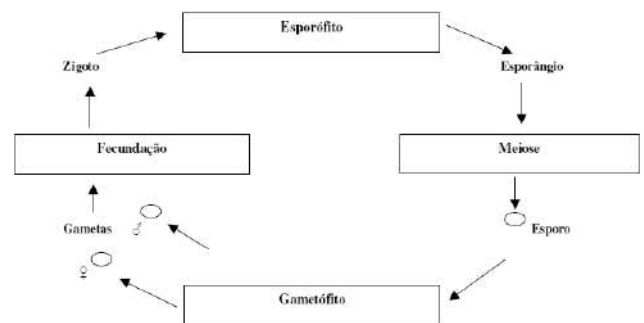 Esporófito
Zigoto
Esporângio
Fecundação
Meiose
Gametas
♂
Esporo
♀
Gametófito